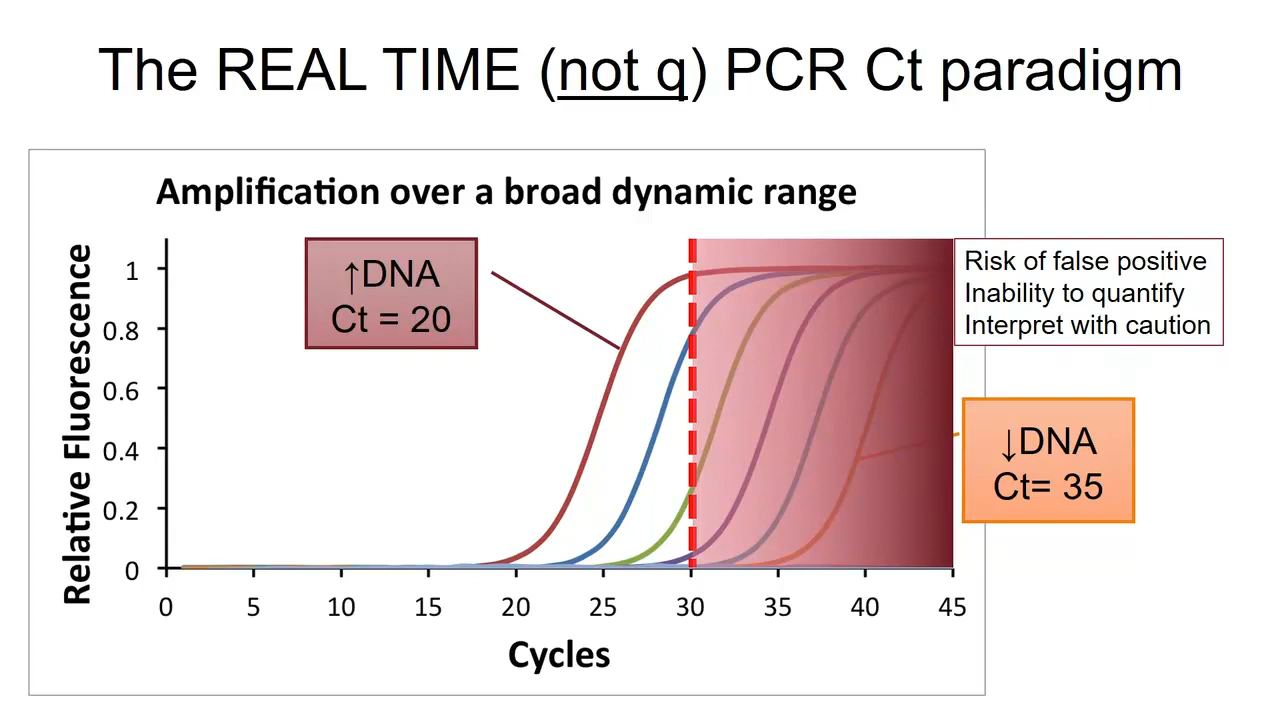 The REAL TIME (not q) PCR Ct paradigm
Amplification over a broad dynamic range
Relative Fluorescence
1
0.8
0.6
0.4
0.2
0
0 5 10 15 20 25 30 35 40 45
Cycles
↑DNA
Ct = 20
Risk of false positive
Inability to quantify
Interpret with caution
↓DNA
Ct= 35